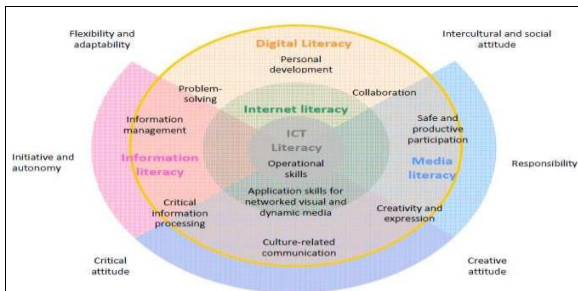 Flexibility and
adaptability
Digital Literacy
Intercultural and social
attitude
Personal
development
Problem-
solving
Collaboration
Internet literacy
Information
management
Safe and
productive
participation
ICT
Literacy
Initiative and
autonomy
Information
literacy
Operational
skills
Media
literacy
Responsibility
Application skills for
networked visual and
dynamic media
Critical
information
processing
Creativity and
expression
Culture-related
communication
Critical
attitude
Creative
attitude